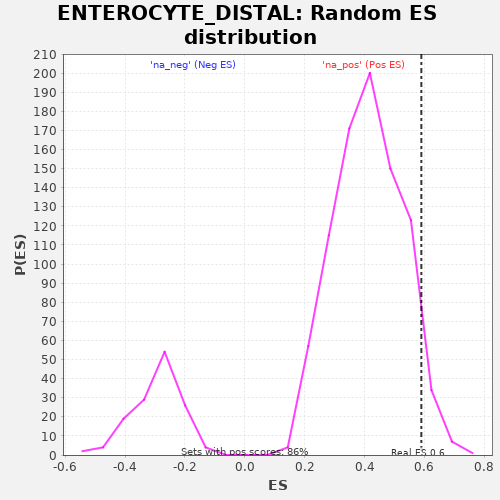 ENTEROCYTE_DISTAL: Random ES
distribution
'na_neg' (Neg ES)
'na_pos' (Pos ES)
210
200
190
180
170
160
150
140
130
120
110
100
90
80
70
60
50
40
30
20
10
0
P(ES)
Sets with pos scores: 86%
Real ES 0.6
-0.6 -0.4 -0.2 0.0 0.2 0.4 0.6 0.8
ES